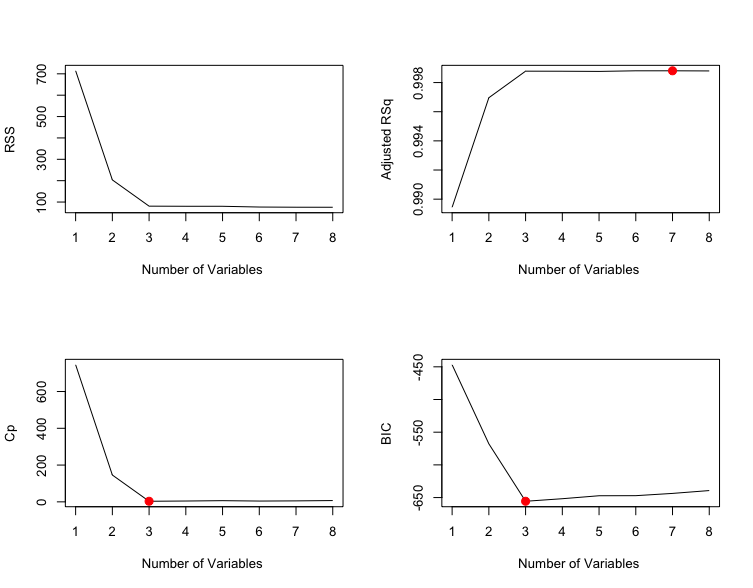 RSS
700
500
300
100
1 2 3 4 5 6 7 8
Number of Variables
Adjusted RSq
0.998
0.994
0.990
1 2 3 4 5 6 7 8
Number of Variables
Cp
600
400
200
0
1 2 3 4 5 6 7 8
Number of Variables
BIC
-450
-550
-650
1 2 3 4 5 6 7 8
Number of Variables